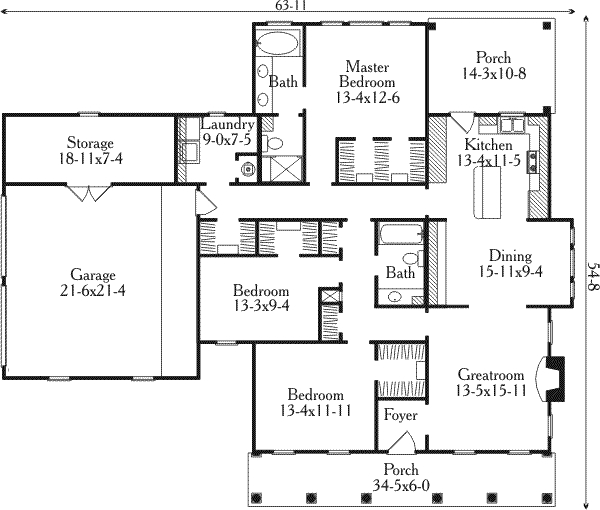 63-11
Bath
Master
Bedroom
13-4x12-6
Porch
14-3x10-8
Storage
18-11x7-4
Laundry
9-0x7-5
Kitchen
13-4x11-5
Garage
21-6x21-4
Bedroom
13-3x9-4
Bath
Dining
15-11x9-4
54-8
Bedroom
13-4x11-11
Foyer
Greatroom
13-5x15-11
Porch
34-5x6-0